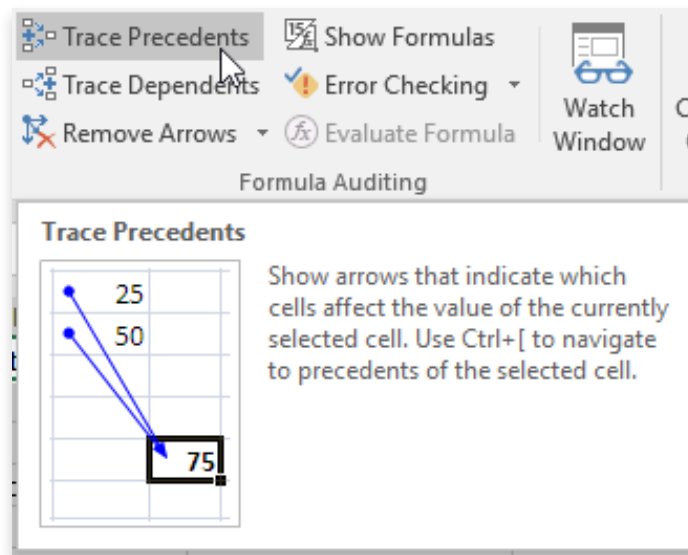 Trace Precedents
Show Formulas
Trace Dependents
Error Checking
Remove Arrows
fx Evaluate Formula
Watch
Window
Formula Auditing
Trace Precedents
25
50
75
Show arrows that indicate which
cells affect the value of the currently
selected cell. Use Ctrl+[ to navigate
to precedents of the selected cell.